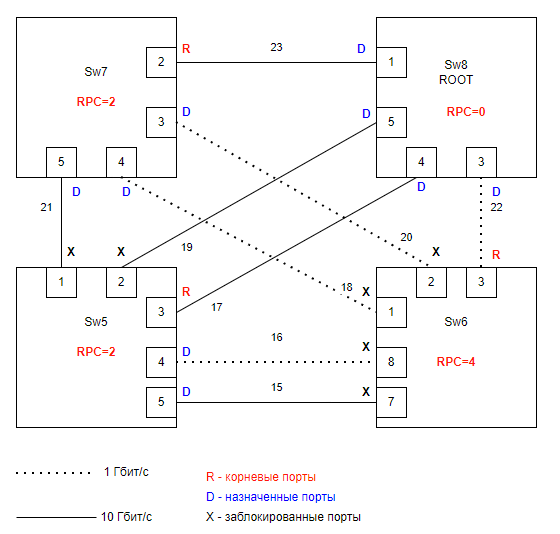 R 23 D
2 1
Sw7 Sw8
ROOT
RPC=2 RPC=0
D D
3 5
5 4 4 3
D D D D
21 22
20
19
X X X R
18
1 2 2 3
X
R 17
3 1
Sw5 Sw6
16
RPC=2 D X RPC=4
4 8
15
D X
5 7
1 Гбит/с
R - корневые порты
D - назначенные порты
10 Гбит/с
X - заблокированные порты